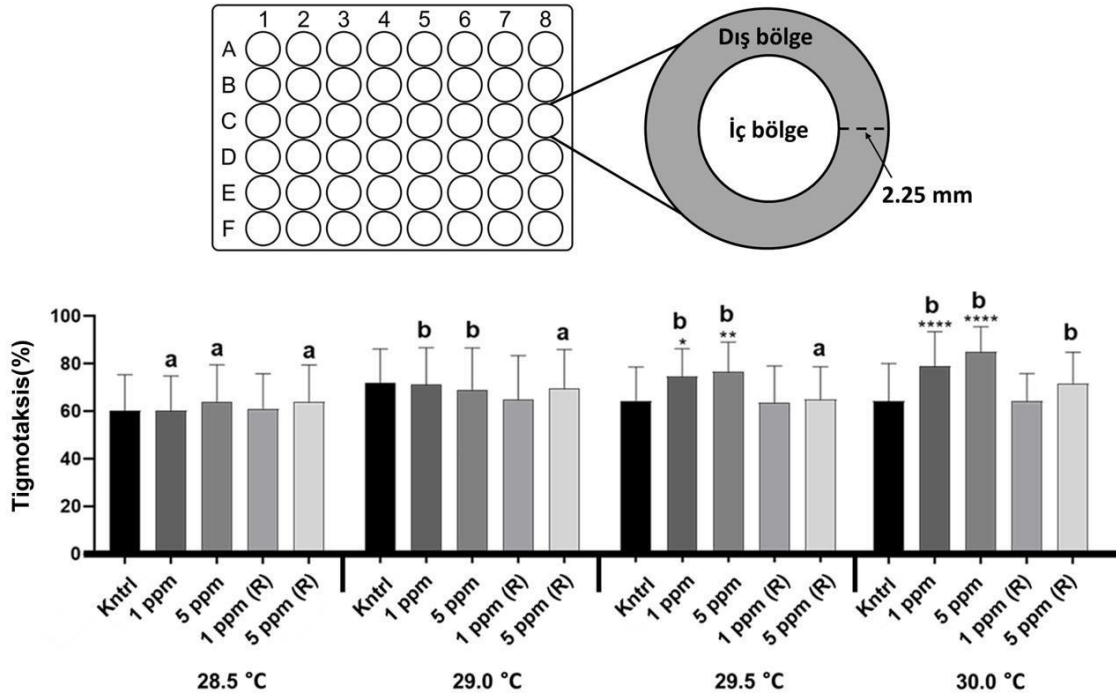 1 2 3 4 5 6 7 8
A
B
C
D
E
F
Dış bölge
İç bölge
2.25 mm
Tigmotaksis(%)
100
80
60
40
20
0
a a a
b b a
b b a
* **
b b b
**** ****
Kntrl 1 ppm 5 ppm 1 ppm (R) 5 ppm (R) Kntrl 1 ppm 5 ppm 1 ppm (R) 5 ppm (R) Kntrl 1 ppm 5 ppm 1 ppm (R) 5 ppm (R) Kntrl 1 ppm 5 ppm 1 ppm (R) 5 ppm (R)
28.5 °C 29.0 °C 29.5 °C 30.0 °C